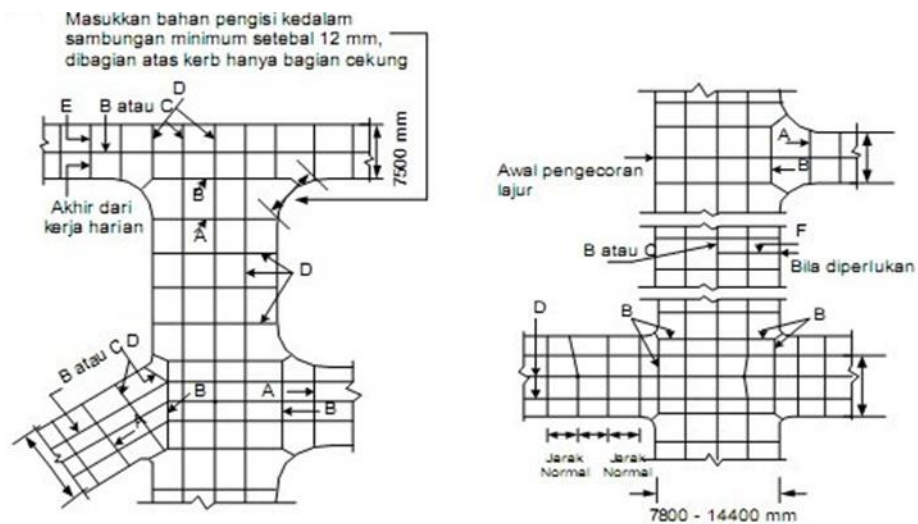 Masukkan bahan pengisi kedalam
sambungan minimum setebal 12 mm,
dibagian atas kerb hanya bagian cekung
D
E
B atau C
7500 mm
B
A
Akhir dari
kerja harian
D
D
B atau C
A
B
A
B
A
B
Awal pengecoran
lajur
F
B atau C
Bila diperlukan
D
B
B
Jarak
Normal
Jarak
Normal
7800 - 14400 mm